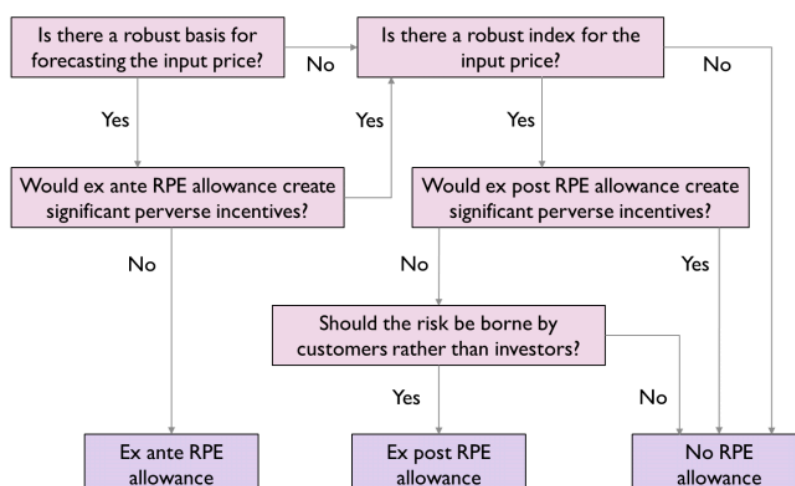 Is there a robust basis for
forecasting the input price?
No
Is there a robust index for the
input price?
No
Yes
Yes
Yes
Would ex ante RPE allowance create
significant perverse incentives?
Would ex post RPE allowance create
significant perverse incentives?
No
No
Yes
Should the risk be borne by
customers rather than investors?
Yes
No
Ex ante RPE
allowance
Ex post RPE
allowance
No RPE
allowance